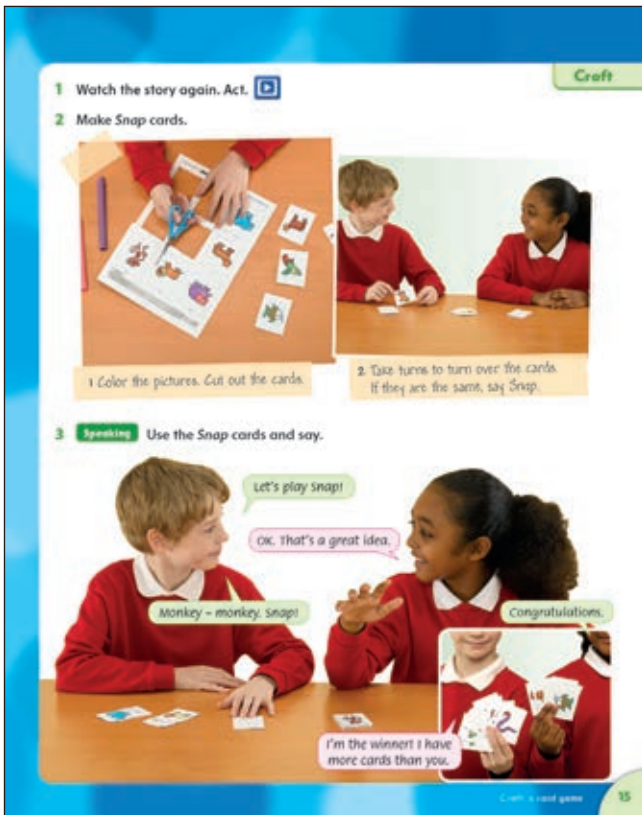 Craft
1 Watch the story again. Act.
2 Make Snap cards.
1 Color the pictures. Cut out the cards.
2 Take turns to turn over the cards.
If they are the same, say Snap.
3 Speaking Use the Snap cards and say.
Let's play Snap!
OK. That's a great idea.
Monkey – monkey. Snap!
Congratulations.
I'm the winner! I have
more cards than you.
Craft: a card game 15